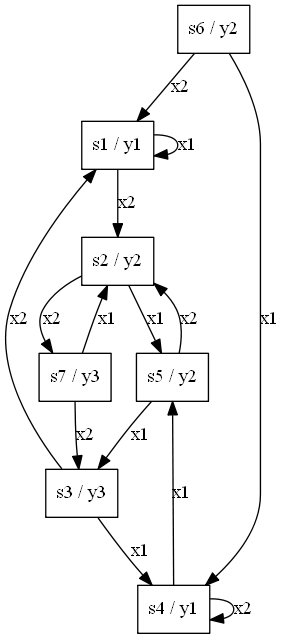 s6 / y2
x2
s1 / y1
x1
x2
s2 / y2
x2
x1
x2
x1
x2
x1
s7 / y3
s5 / y2
x2
x1
x1
s3 / y3
x1
x1
s4 / y1
x2